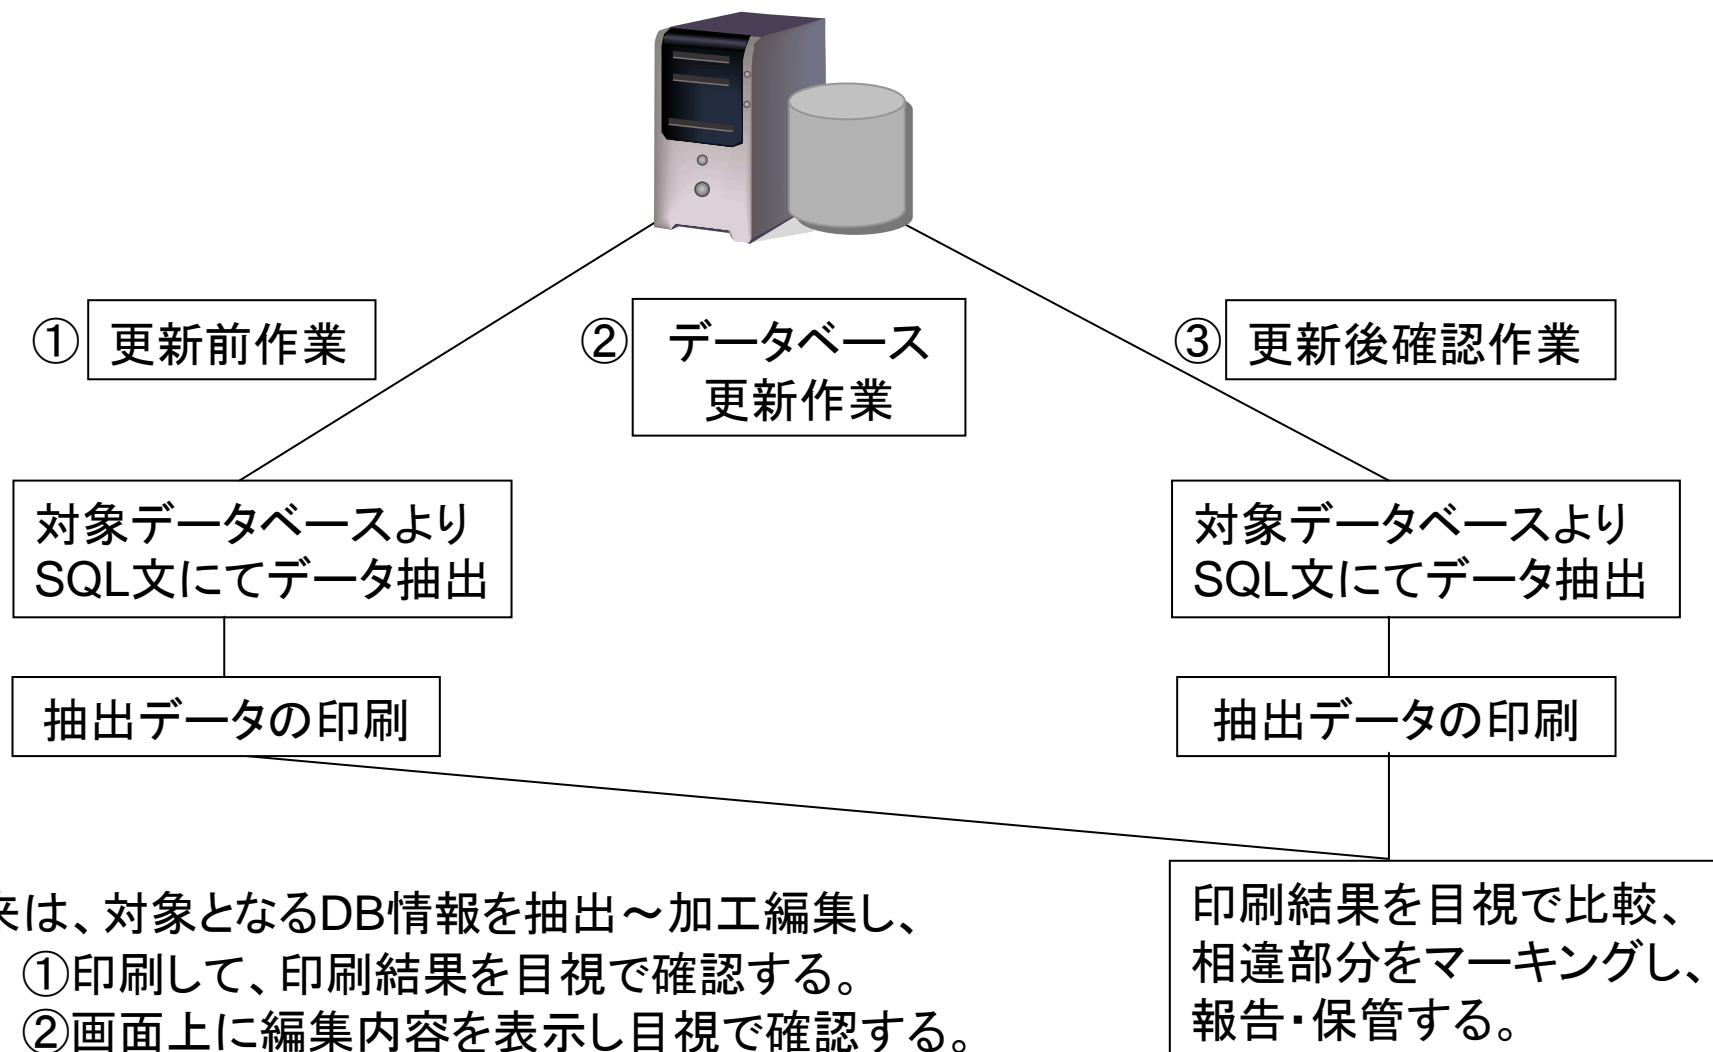 ① 更新前作業
② データベース
更新作業
③ 更新後確認作業
対象データベースより
SQL文にてデータ抽出
対象データベースより
SQL文にてデータ抽出
抽出データの印刷
抽出データの印刷
来は、対象となるDB情報を抽出～加工編集し、
①印刷して、印刷結果を目視で確認する。
②画面上に編集内容を表示し目視で確認する。
印刷結果を目視で比較、
相違部分をマーキングし、
報告・保管する。